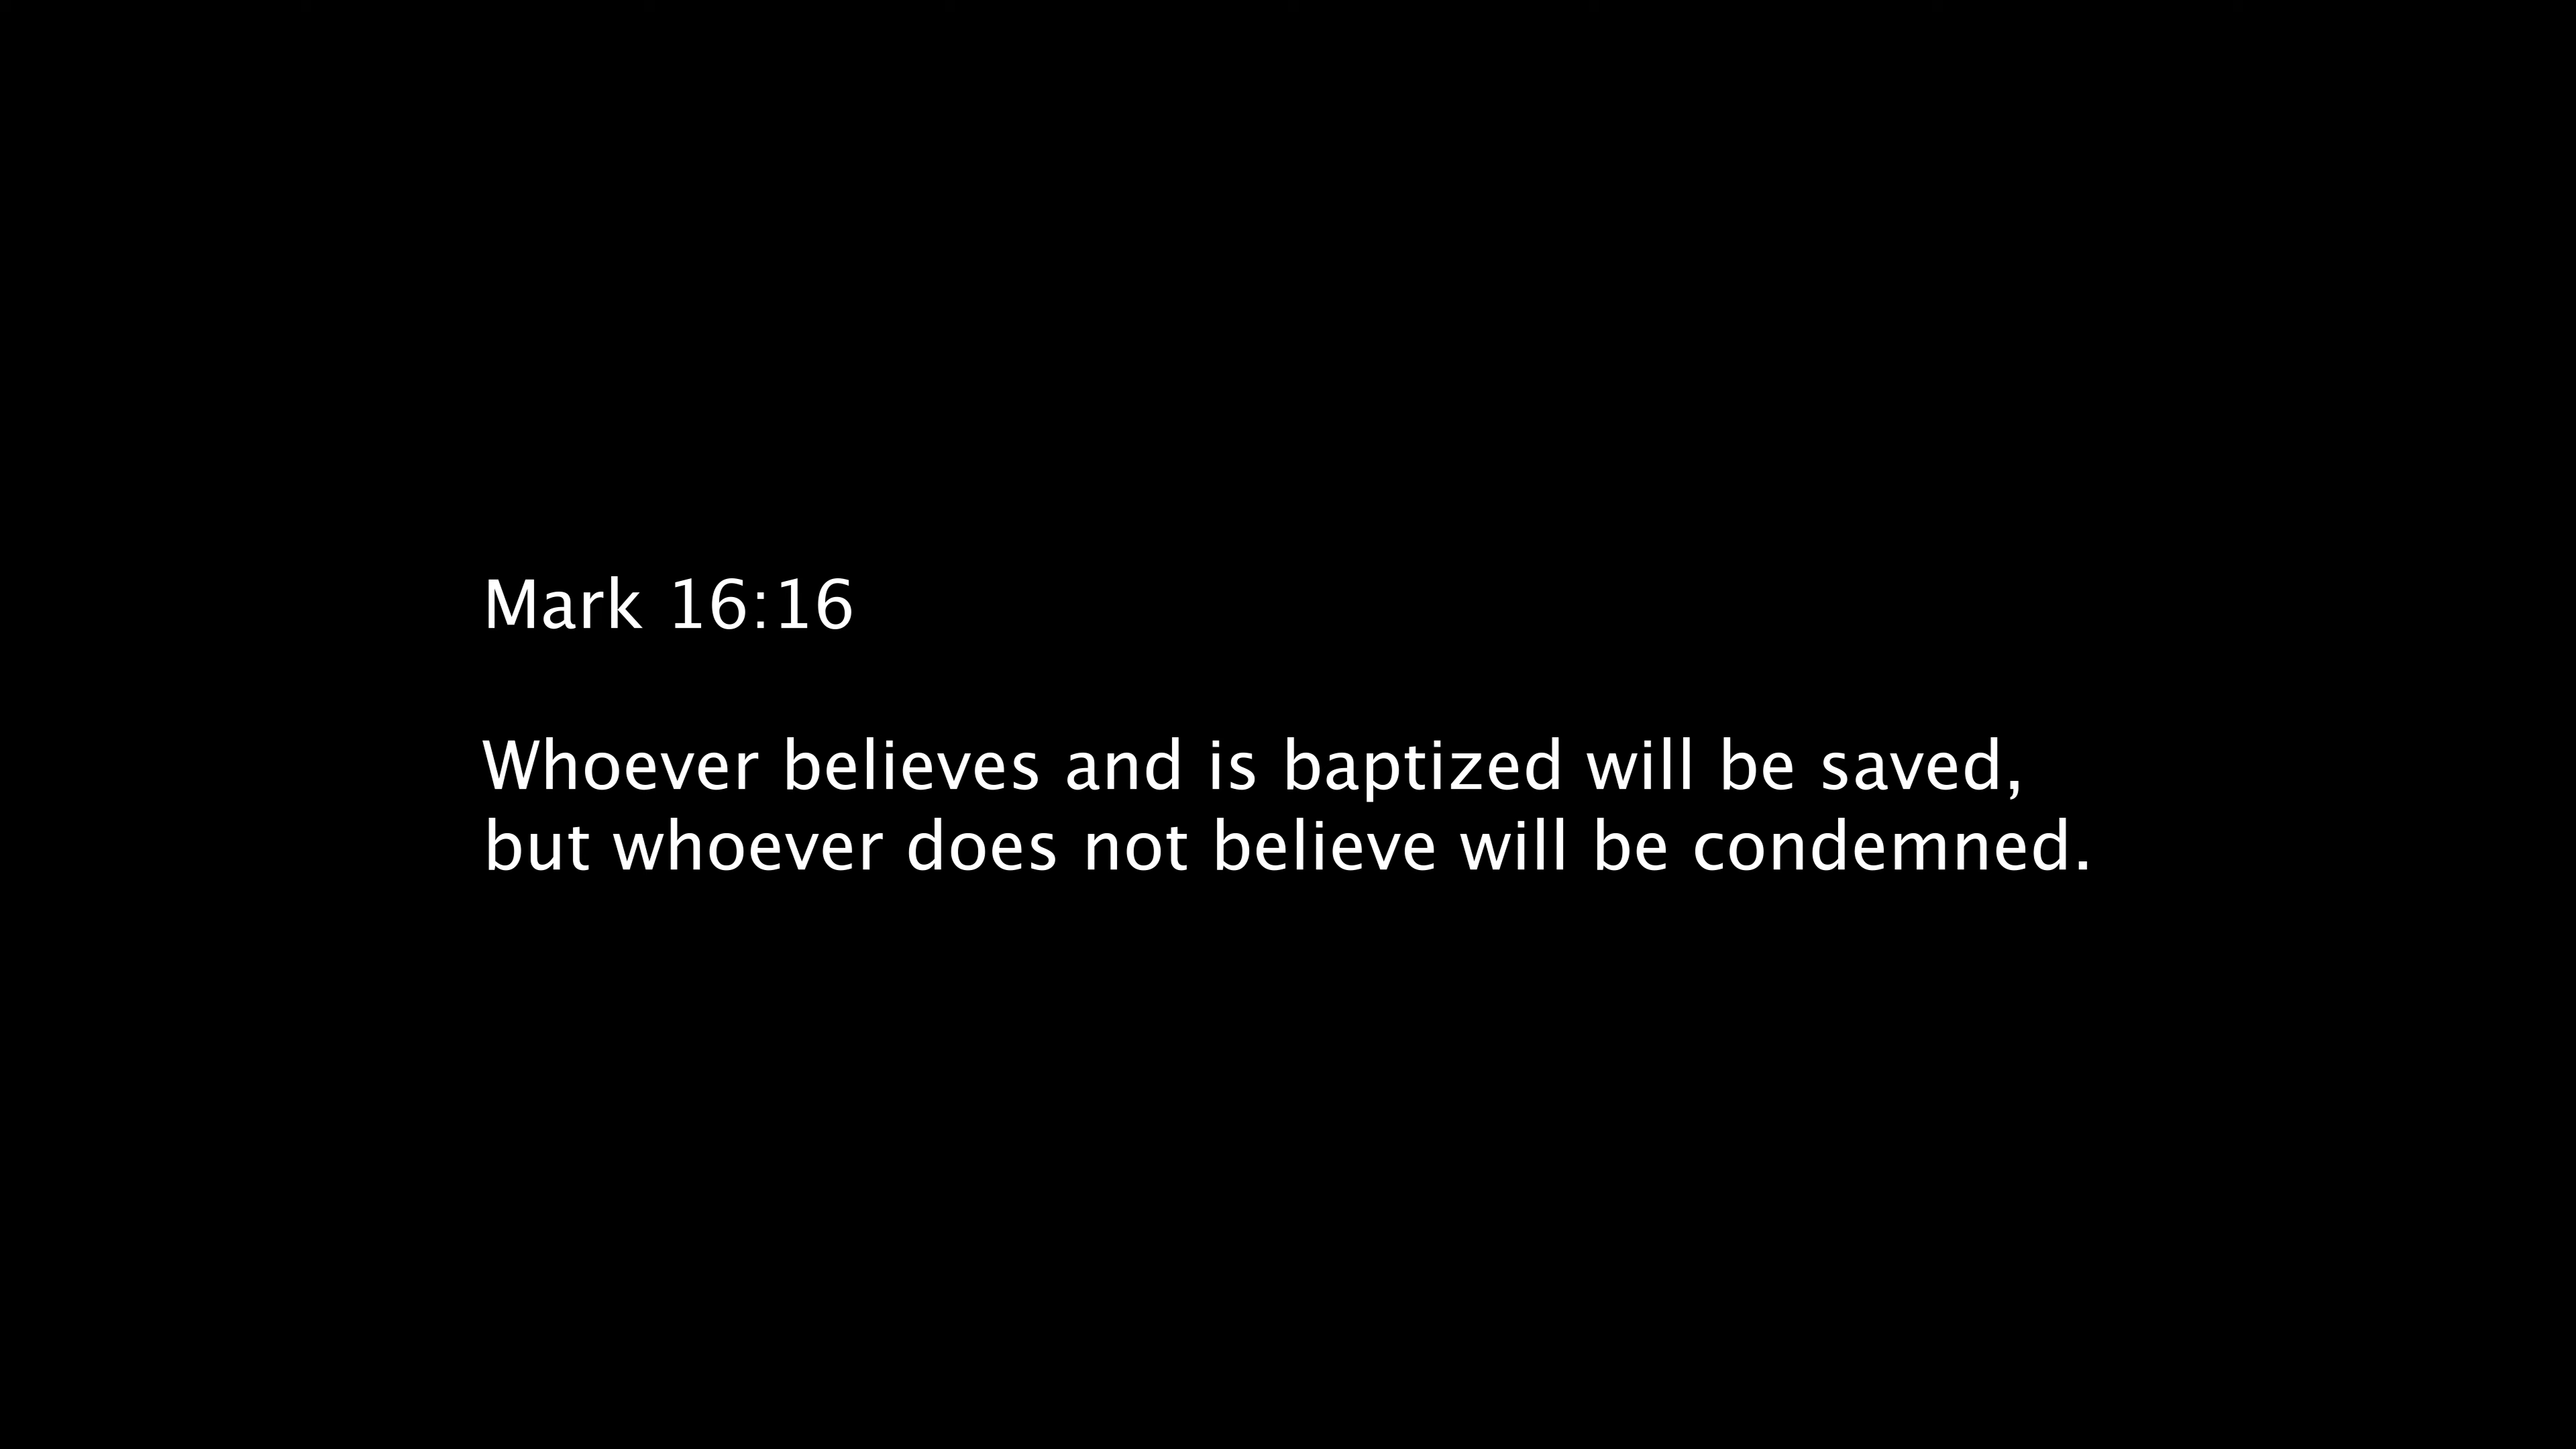 Mark 16:16
Whoever believes and is baptized will be saved,
but whoever does not believe will be condemned.